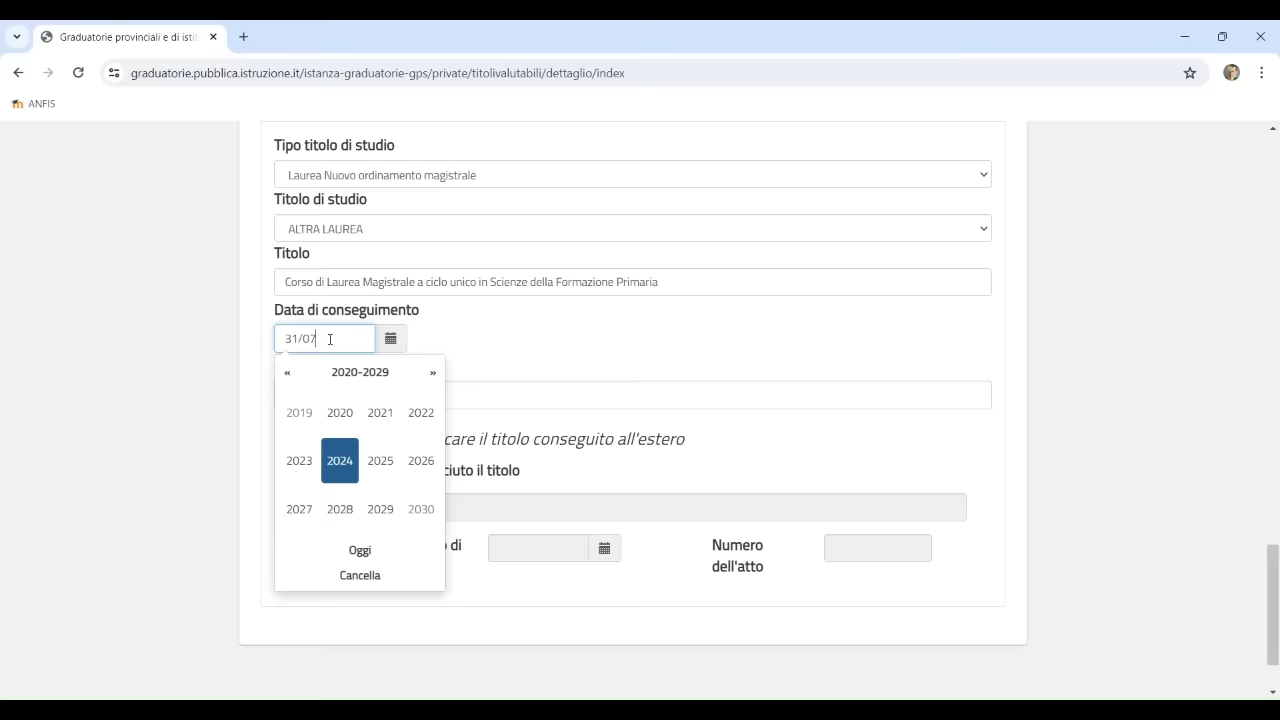 Graduatorie provinciali e di istit
graduatorie.pubblica.istruzione.it/istanza-graduatorie-gps/private/titolivalutabili/dettaglio/index
ANFIS
Tipo titolo di studio
Laurea Nuovo ordinamento magistrale
Titolo di studio
ALTRA LAUREA
Titolo
Corso di Laurea Magistrale a ciclo unico in Scienze della Formazione Primaria
Data di conseguimento
31/07
« 2020-2029 »
2019 2020 2021 2022
care il titolo conseguito all'estero
2023 2024 2025 2026
ciuto il titolo
2027 2028 2029 2030
Oggi
di
Numero
dell'atto
Cancella